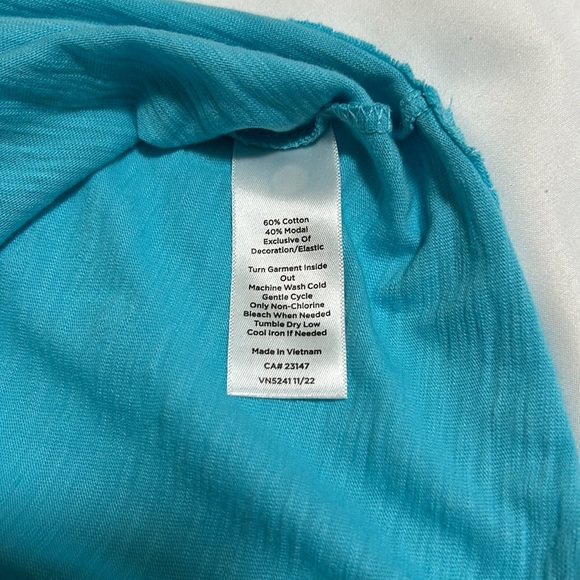 60% Cotton
40% Modal
Exclusive Of
Decoration/Elastic
Turn Garment Inside
Out
Machine Wash Cold
Gentle Cycle
Only Non-Chlorine
Bleach When Needed
Tumble Dry Low
Cool Iron If Needed
Made in Vietnam
CA# 23147
VN5241 11/22